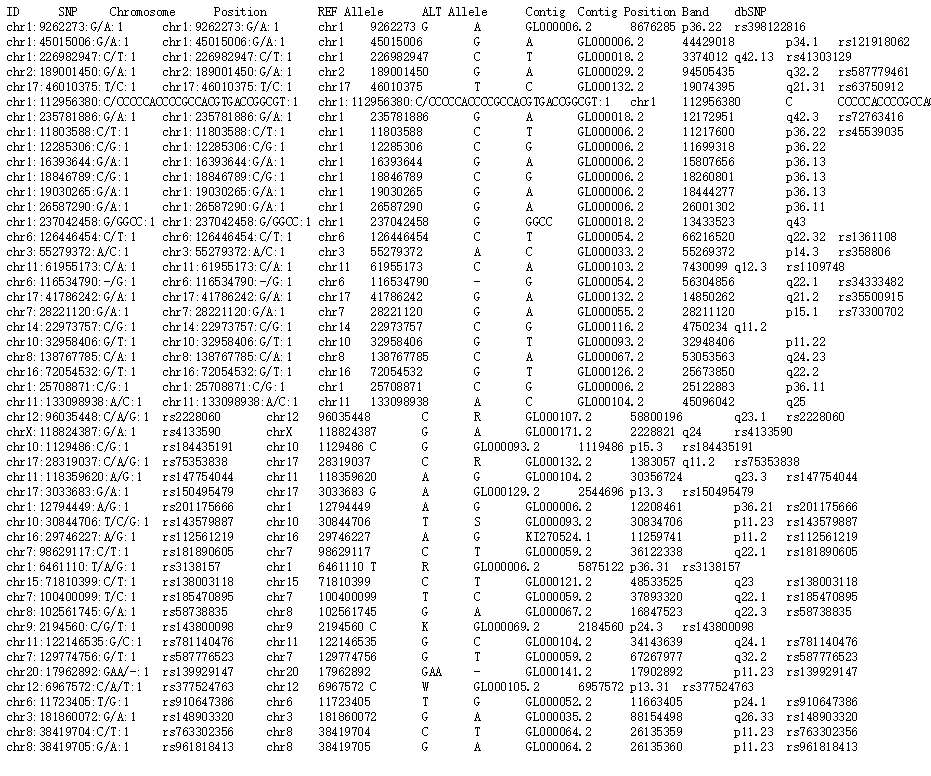 ID SNP Chromosome Position REF Allele ALT Allele Contig Contig Position Band dbSNP
chr1:9262273:G/A:1 chr1:9262273:G/A:1 chr1 9262273 G A GL000006.2 8676285 p36.22 rs398122816
chr1:45015006:G/A:1 chr1:45015006:G/A:1 chr1 45015006 G A GL000006.2 44429018 p34.1 rs121918062
chr1:226982947:C/T:1 chr1:226982947:C/T:1 chr1 226982947 C T GL000018.2 3374012 q42.13 rs41303129
chr2:189001450:G/A:1 chr2:189001450:G/A:1 chr2 189001450 G A GL000029.2 94505435 q32.2 rs587779461
chr17:46010375:T/C:1 chr17:46010375:T/C:1 chr17 46010375 T C GL000132.2 19074395 q21.31 rs63750912
chr1:112956380:C/CCCCCACCCCGCCACGTGACCGGCGT:1 chr1:112956380:C/CCCCCACCCCGCCACGTGACCGGCGT:1 chr1 112956380 C CCCCCACCCCGCCA
chr1:235781886:G/A:1 chr1:235781886:G/A:1 chr1 235781886 G A GL000018.2 12172951 q42.3 rs72763416
chr1:11803588:C/T:1 chr1:11803588:C/T:1 chr1 11803588 C T GL000006.2 11217600 p36.22 rs45539035
chr1:12285306:C/G:1 chr1:12285306:C/G:1 chr1 12285306 C G GL000006.2 11699318 p36.22
chr1:16393644:G/A:1 chr1:16393644:G/A:1 chr1 16393644 G A GL000006.2 15807656 p36.13
chr1:18846789:C/G:1 chr1:18846789:C/G:1 chr1 18846789 C G GL000006.2 18260801 p36.13
chr1:19030265:G/A:1 chr1:19030265:G/A:1 chr1 19030265 G A GL000006.2 18444277 p36.13
chr1:26587290:G/A:1 chr1:26587290:G/A:1 chr1 26587290 G A GL000006.2 26001302 p36.11
chr1:237042458:G/GGCC:1 chr1:237042458:G/GGCC:1 chr1 237042458 G GGCC GL000018.2 13433523 q43
chr6:126446454:C/T:1 chr6:126446454:C/T:1 chr6 126446454 C T GL000054.2 66216520 q22.32 rs1361108
chr3:55279372:A/C:1 chr3:55279372:A/C:1 chr3 55279372 A C GL000033.2 55269372 p14.3 rs358806
chr11:61955173:C/A:1 chr11:61955173:C/A:1 chr11 61955173 C A GL000103.2 7430099 q12.3 rs1109748
chr6:116534790:-/G:1 chr6:116534790:-/G:1 chr6 116534790 - G GL000054.2 56304856 q22.1 rs34333482
chr17:41786242:G/A:1 chr17:41786242:G/A:1 chr17 41786242 G A GL000132.2 14850262 q21.2 rs35500915
chr7:28221120:G/A:1 chr7:28221120:G/A:1 chr7 28221120 G A GL000055.2 28211120 p15.1 rs73300702
chr14:22973757:C/G:1 chr14:22973757:C/G:1 chr14 22973757 C G GL000116.2 4750234 q11.2
chr10:32958406:G/T:1 chr10:32958406:G/T:1 chr10 32958406 G T GL000093.2 32948406 p11.22
chr8:138767785:C/A:1 chr8:138767785:C/A:1 chr8 138767785 C A GL000067.2 53053563 q24.23
chr16:72054532:G/T:1 chr16:72054532:G/T:1 chr16 72054532 G T GL000126.2 25673850 q22.2
chr1:25708871:C/G:1 chr1:25708871:C/G:1 chr1 25708871 C G GL000006.2 25122883 p36.11
chr11:133098938:A/C:1 chr11:133098938:A/C:1 chr11 133098938 A C GL000104.2 45096042 q25
chr12:96035448:C/A/G:1 rs2228060 chr12 96035448 C R GL000107.2 58800196 q23.1 rs2228060
chrX:118824387:G/A:1 rs4133590 chrX 118824387 G A GL000171.2 2228821 q24 rs4133590
chr10:1129486:C/G:1 rs184435191 chr10 1129486 C G GL000093.2 1119486 p15.3 rs184435191
chr17:28319037:C/A/G:1 rs75353838 chr17 28319037 C R GL000132.2 1383057 q11.2 rs75353838
chr11:118359620:A/G:1 rs147754044 chr11 118359620 A G GL000104.2 30356724 q23.3 rs147754044
chr17:3033683:G/A:1 rs150495479 chr17 3033683 G A GL000129.2 2544696 p13.3 rs150495479
chr1:12794449:A/G:1 rs201175666 chr1 12794449 A G GL000006.2 12208461 p36.21 rs201175666
chr10:30844706:T/C/G:1 rs143579887 chr10 30844706 T S GL000093.2 30834706 p11.23 rs143579887
chr16:29746227:A/G:1 rs112561219 chr16 29746227 A G KI270524.1 11259741 p11.2 rs112561219
chr7:98629117:C/T:1 rs181890605 chr7 98629117 C T GL000059.2 36122338 q22.1 rs181890605
chr1:6461110:T/A/G:1 rs3138157 chr1 6461110 T R GL000006.2 5875122 p36.31 rs3138157
chr15:71810399:C/T:1 rs138003118 chr15 71810399 C T GL000121.2 48533525 q23 rs138003118
chr7:100400099:T/C:1 rs185470895 chr7 100400099 T C GL000059.2 37893320 q22.1 rs185470895
chr8:102561745:G/A:1 rs58738835 chr8 102561745 G A GL000067.2 16847523 q22.3 rs58738835
chr9:2194560:C/G/T:1 rs143800098 chr9 2194560 C K GL000069.2 2184560 p24.3 rs143800098
chr11:122146535:G/C:1 rs781140476 chr11 122146535 G C GL000104.2 34143639 q24.1 rs781140476
chr7:129774756:G/T:1 rs587776523 chr7 129774756 G T GL000059.2 67267977 q32.2 rs587776523
chr20:17962892:GAA/-:1 rs139929147 chr20 17962892 GAA - GL000141.2 17902892 p11.23 rs139929147
chr12:6967572:C/A/T:1 rs377524763 chr12 6967572 C W GL000105.2 6957572 p13.31 rs377524763
chr6:11723405:T/G:1 rs910647386 chr6 11723405 T G GL000052.2 11663405 p24.1 rs910647386
chr3:181860072:G/A:1 rs148903320 chr3 181860072 G A GL000035.2 88154498 q26.33 rs148903320
chr8:38419704:C/T:1 rs763302356 chr8 38419704 C T GL000064.2 26135359 p11.23 rs763302356
chr8:38419705:G/A:1 rs961818413 chr8 38419705 G A GL000064.2 26135360 p11.23 rs961818413